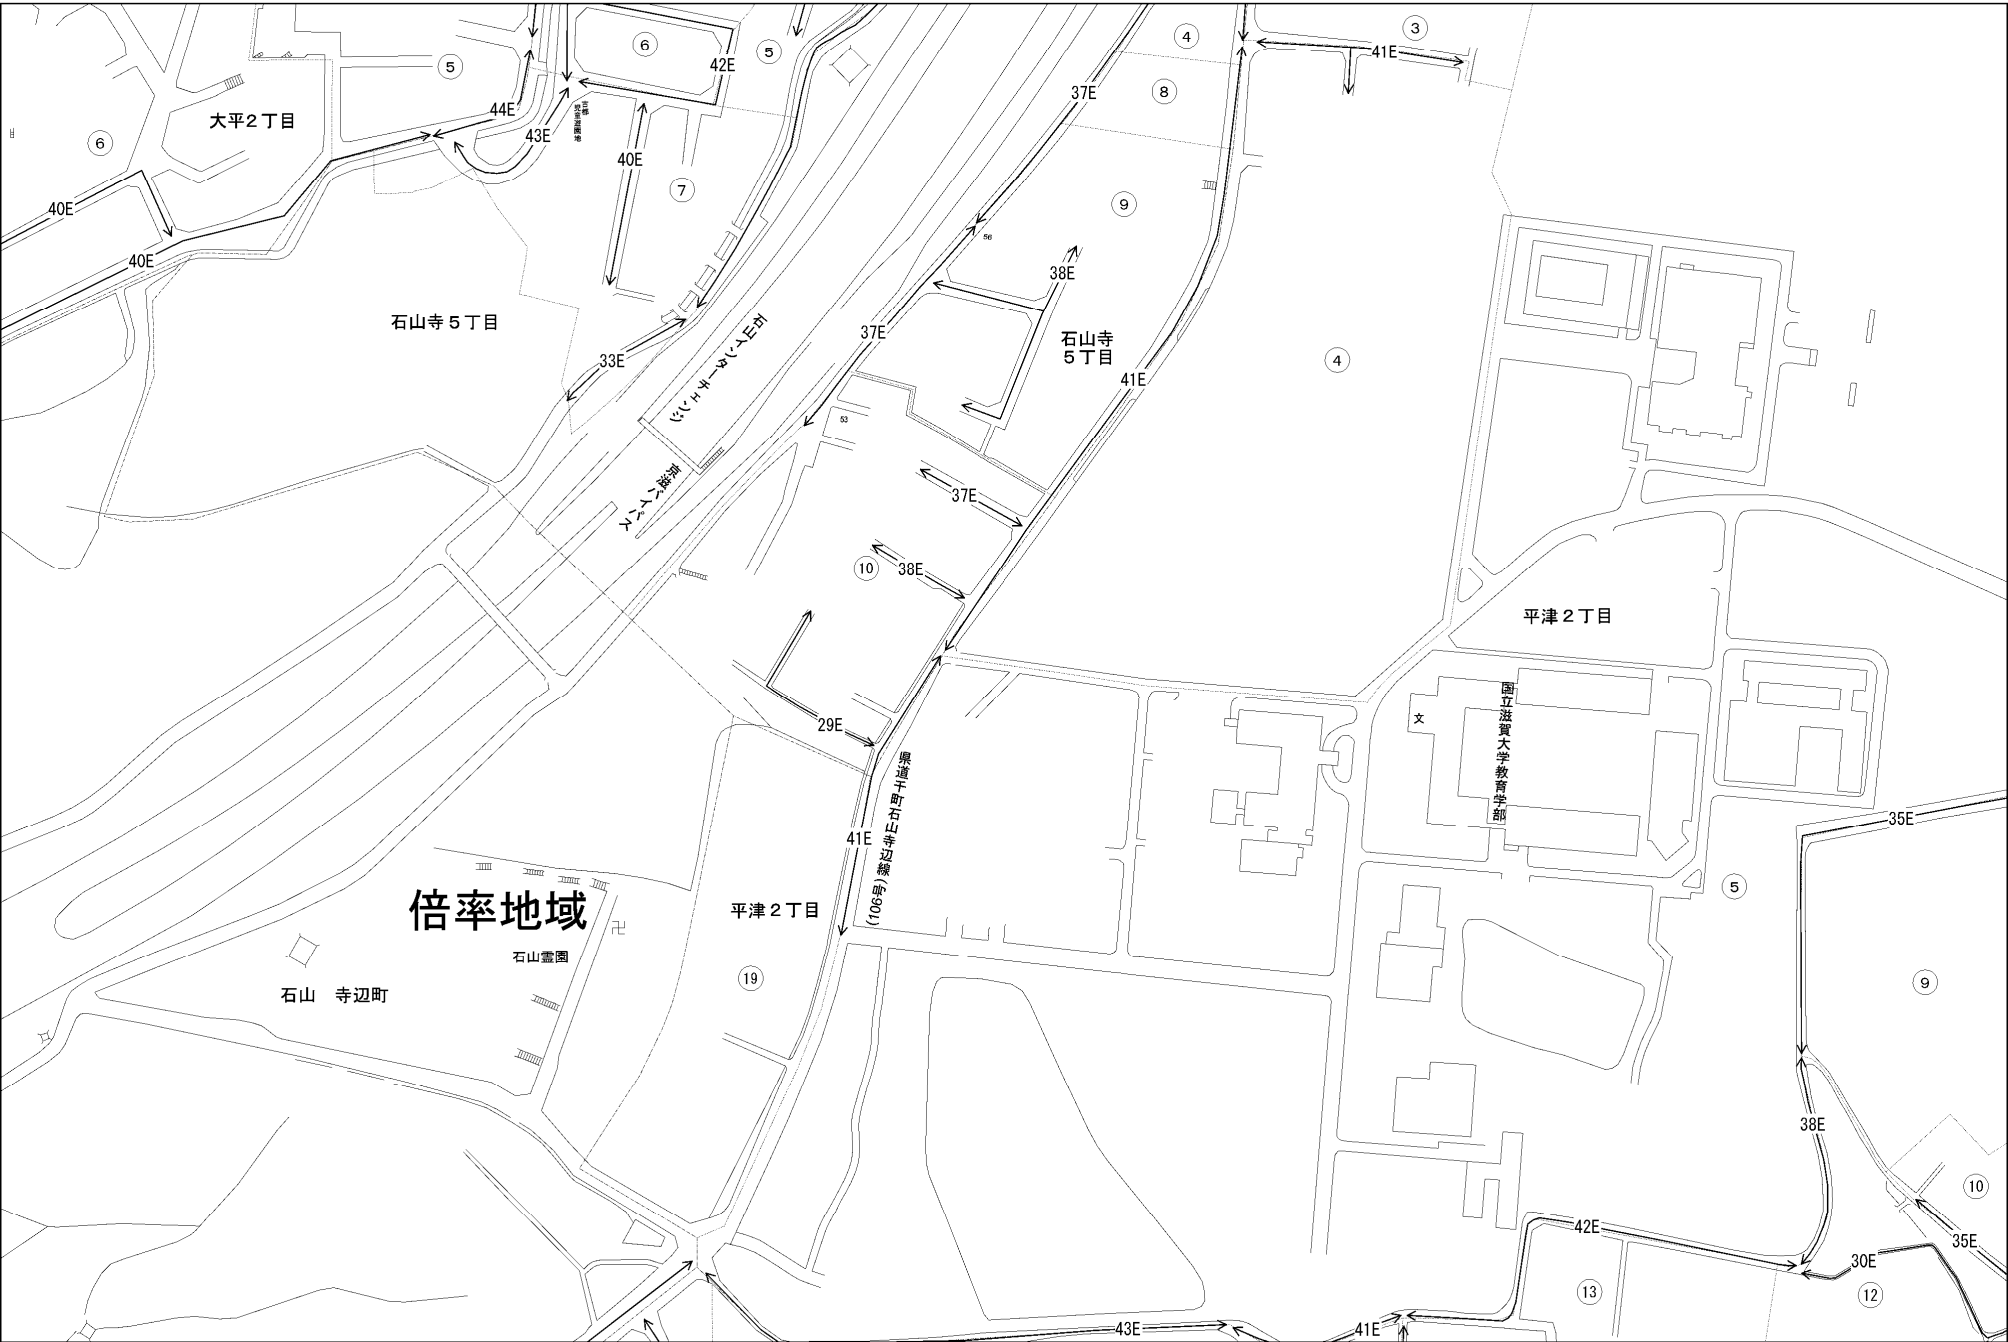 ④
③
⑥
⑤
42E
41E
⑤
37E
⑧
44E
大平2丁目
43E
⑥
40E
⑦
40E
⑨
56
40E
38E
石山寺５丁目
石山インターチェンジ
37E
石山寺
５丁目
33E
④
41E
53
京滋バイパス
37E
⑩
38E
平津２丁目
国立滋賀大学教育学部
文
29E
県道千町石山寺辺線
(106号)
35E
41E
⑤
倍率地域
卍
平津２丁目
石山霊園
⑲
⑨
石山　寺辺町
38E
⑩
42E
35E
30E
⑬
⑫
43E
41E